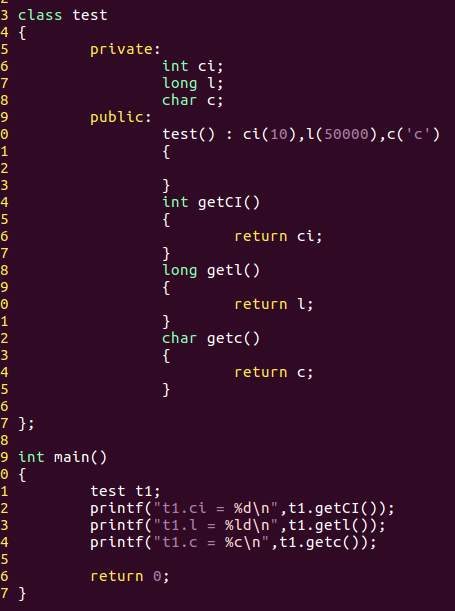 2
3 class test
4 {
5         private:
6                 int ci;
7                 long l;
8                 char c;
9         public:
0                 test() : ci(10),l(50000),c('c')
1                 {
2
3                 }
4                 int getCI()
5                 {
6                         return ci;
7                 }
8                 long getl()
9                 {
0                         return l;
1                 }
2                 char getc()
3                 {
4                         return c;
5                 }
6
7 };
8
9 int main()
0 {
1         test t1;
2         printf("t1.ci = %d\n",t1.getCI());
3         printf("t1.l = %ld\n",t1.getl());
4         printf("t1.c = %c\n",t1.getc());
5
6         return 0;
7 }